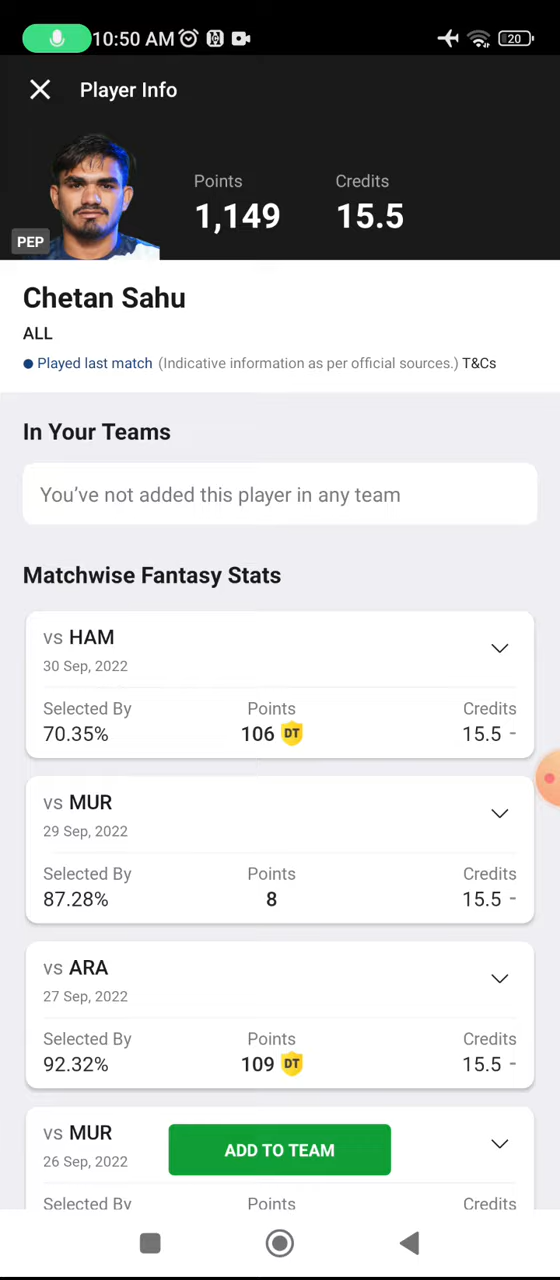 10:50 AM
20
Player Info
Points
Credits
1,149
15.5
PEP
Chetan Sahu
ALL
Played last match (Indicative information as per official sources.) T&Cs
In Your Teams
You’ve not added this player in any team
Matchwise Fantasy Stats
vs HAM
30 Sep, 2022
Selected By Points Credits
70.35% 106 DT 15.5 -
vs MUR
29 Sep, 2022
Selected By Points Credits
87.28% 8 15.5 -
vs ARA
27 Sep, 2022
Selected By Points Credits
92.32% 109 DT 15.5 -
vs MUR
26 Sep, 2022
ADD TO TEAM
Selected By Points Credits